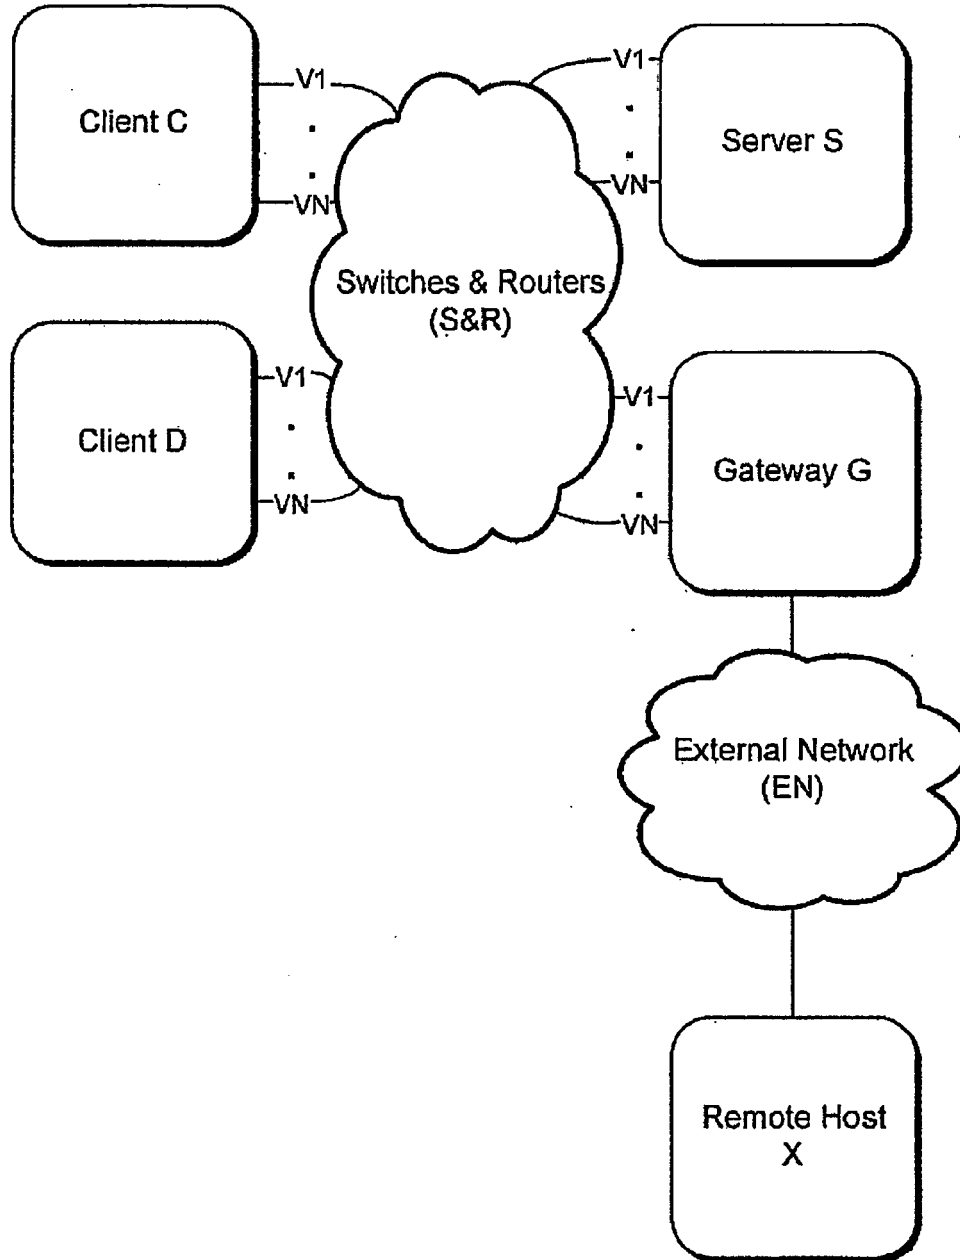 Client C
V1
VN
V1
VN
Server S
Switches & Routers
(S&R)
Client D
V1
VN
V1
VN
Gateway G
External Network
(EN)
Remote Host
X